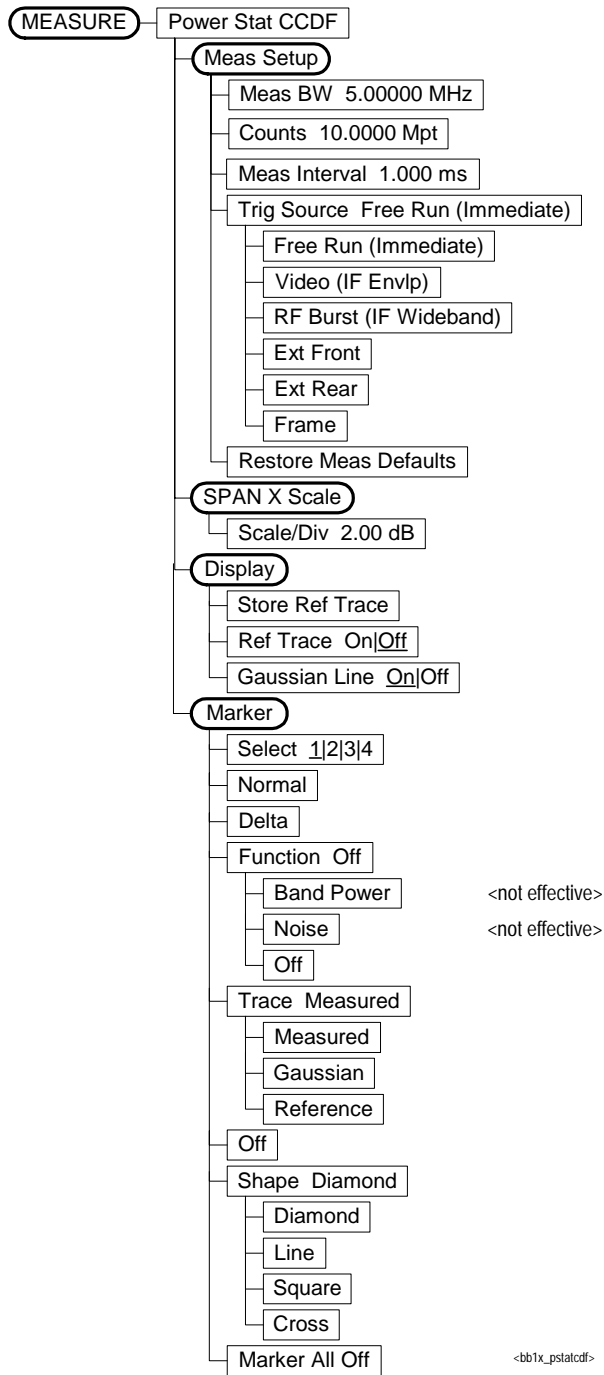 MEASURE Power Stat CCDF
Meas Setup
Meas BW 5.00000 MHz
Counts 10.0000 Mpt
Meas Interval 1.000 ms
Trig Source Free Run (Immediate)
Free Run (Immediate)
Video (IF Envlp)
RF Burst (IF Wideband)
Ext Front
Ext Rear
Frame
Restore Meas Defaults
SPAN X Scale
Scale/Div 2.00 dB
Display
Store Ref Trace
Ref Trace On|Off
Gaussian Line On|Off
Marker
Select 1|2|3|4
Normal
Delta
Function Off
Band Power <not effective>
Noise <not effective>
Off
Trace Measured
Measured
Gaussian
Reference
Off
Shape Diamond
Diamond
Line
Square
Cross
Marker All Off <bb1x_pstatcdf>